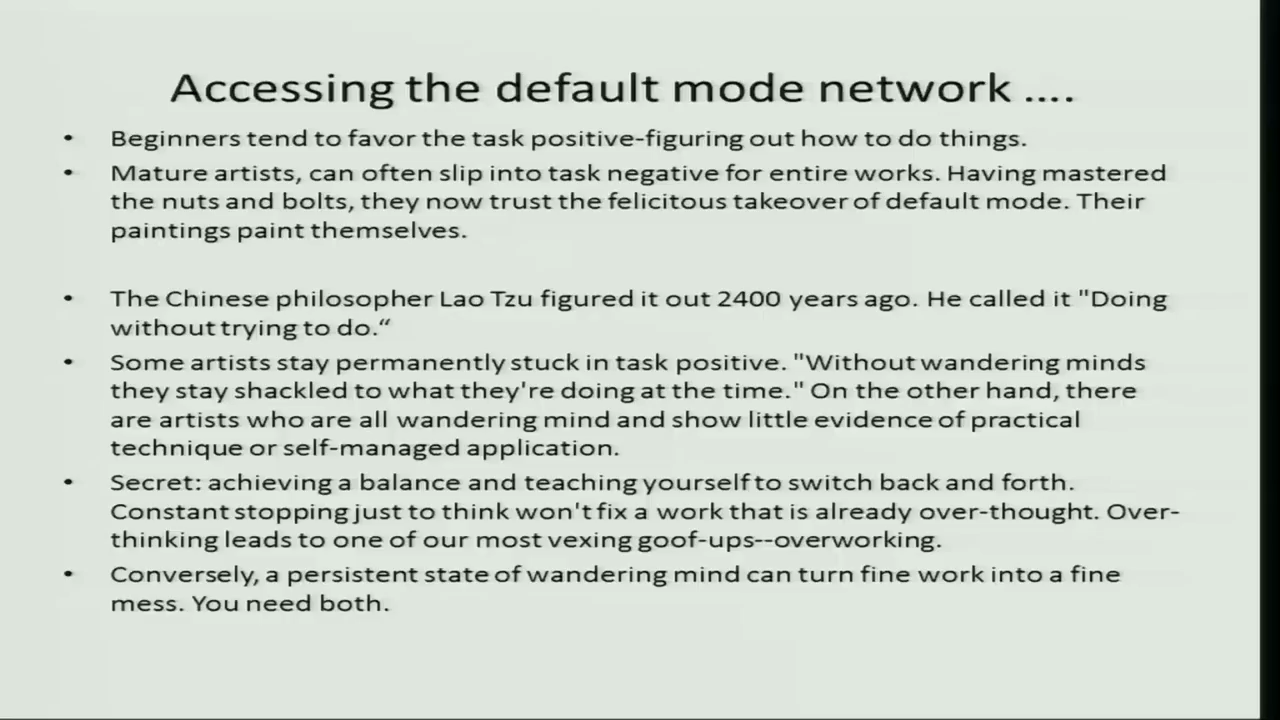 Accessing the default mode network ....
• Beginners tend to favor the task positive-figuring out how to do things.
• Mature artists, can often slip into task negative for entire works. Having mastered
the nuts and bolts, they now trust the felicitous takeover of default mode. Their
paintings paint themselves.
• The Chinese philosopher Lao Tzu figured it out 2400 years ago. He called it "Doing
without trying to do.“
• Some artists stay permanently stuck in task positive. "Without wandering minds
they stay shackled to what they're doing at the time." On the other hand, there
are artists who are all wandering mind and show little evidence of practical
technique or self-managed application.
• Secret: achieving a balance and teaching yourself to switch back and forth.
Constant stopping just to think won't fix a work that is already over-thought. Over-
thinking leads to one of our most vexing goof-ups--overworking.
• Conversely, a persistent state of wandering mind can turn fine work into a fine
mess. You need both.